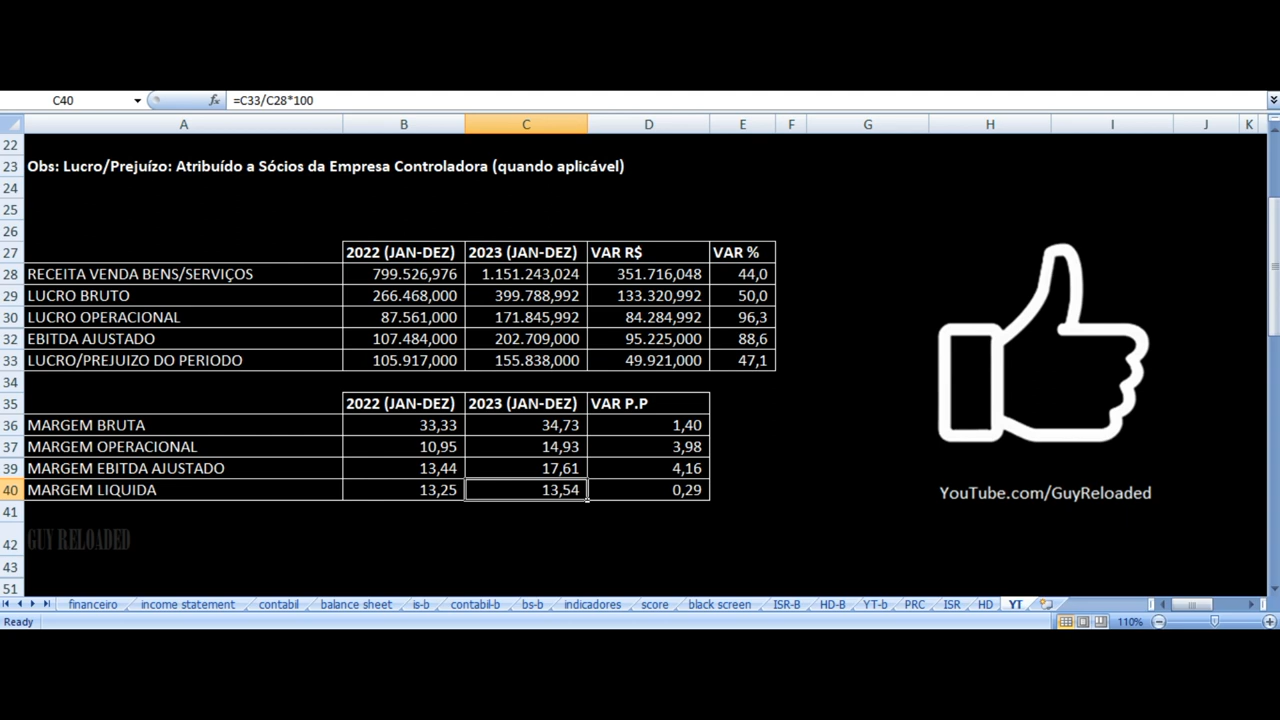 C40 fx =C33/C28*100
A B C D E F G H I J K
22
23 Obs: Lucro/Prejuízo: Atribuído a Sócios da Empresa Controladora (quando aplicável)
24
25
26
27 2022 (JAN-DEZ) 2023 (JAN-DEZ) VAR R$ VAR %
28 RECEITA VENDA BENS/SERVIÇOS 799.526,976 1.151.243,024 351.716,048 44,0
29 LUCRO BRUTO 266.468,000 399.788,992 133.320,992 50,0
30 LUCRO OPERACIONAL 87.561,000 171.845,992 84.284,992 96,3
32 EBITDA AJUSTADO 107.484,000 202.709,000 95.225,000 88,6
33 LUCRO/PREJUIZO DO PERIODO 105.917,000 155.838,000 49.921,000 47,1
34
35 2022 (JAN-DEZ) 2023 (JAN-DEZ) VAR P.P
36 MARGEM BRUTA 33,33 34,73 1,40
37 MARGEM OPERACIONAL 10,95 14,93 3,98
39 MARGEM EBITDA AJUSTADO 13,44 17,61 4,16
40 MARGEM LIQUIDA 13,25 13,54 0,29
YouTube.com/GuyReloaded
41
42 GUY RELOADED
43
51
financeiro income statement contabil balance sheet is-b contabil-b bs-b indicadores score black screen ISR-B HD-B YT-b PRC ISR HD YT
Ready 110%